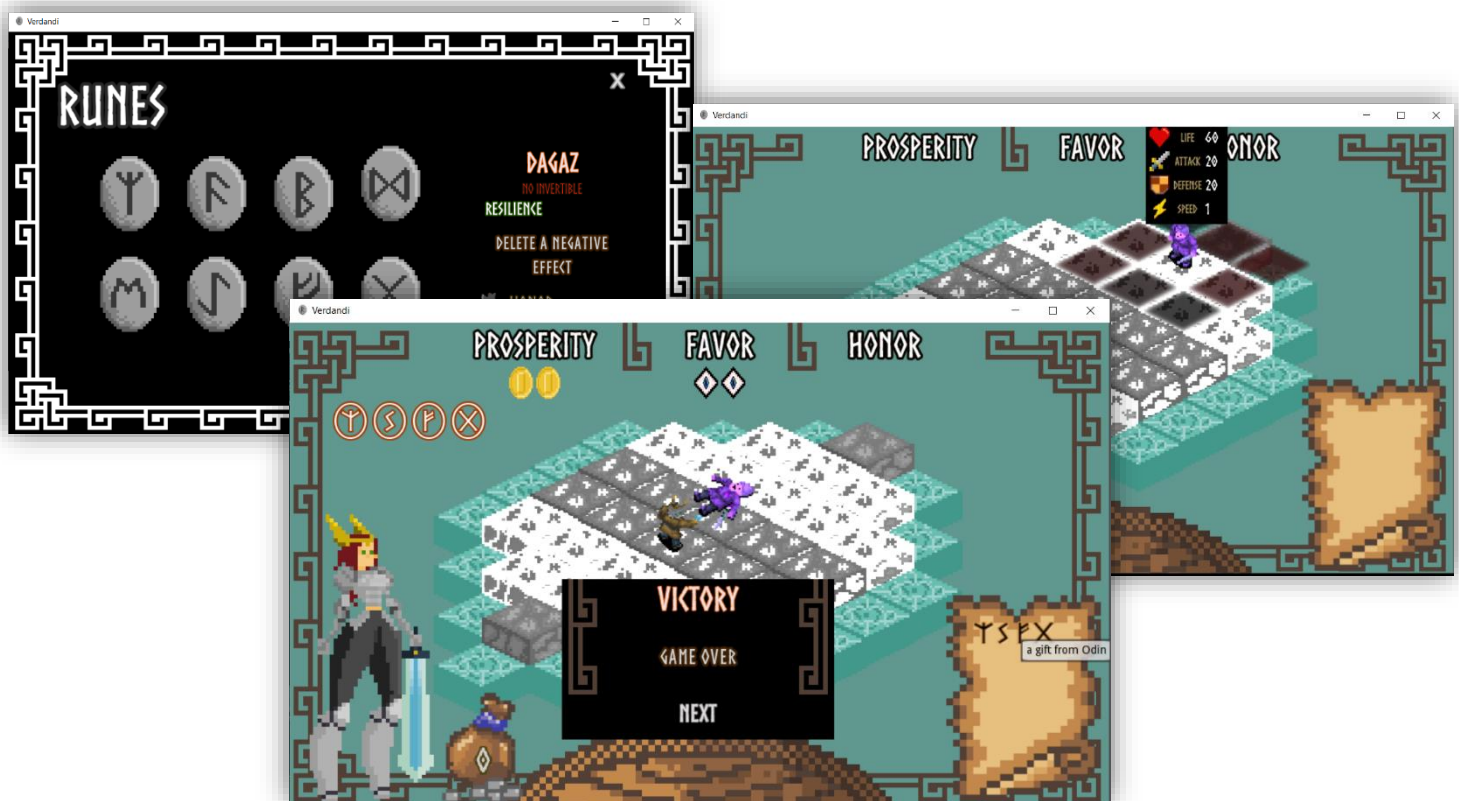 Verdandi
X
RUNES
ᛉ ᚨ ᛒ ᛞ
DAGAZ
NO INVERTIBLE
RESILIENCE
DELETE A NEGATIVE
EFFECT
ᛖ ᛇ ᚠ ᚷ
HONOR
Verdandi
PROSPERITY
FAVOR
ONOR
LIFE 60
ATTACK 20
DEFENSE 20
SPEED 1
Verdandi
PROSPERITY
FAVOR
HONOR
ᛉ ᛊ ᚠ ᚷ
VICTORY
GAME OVER
NEXT
ᛉ ᛊ ᚠ ᚷ
a gift from Odin